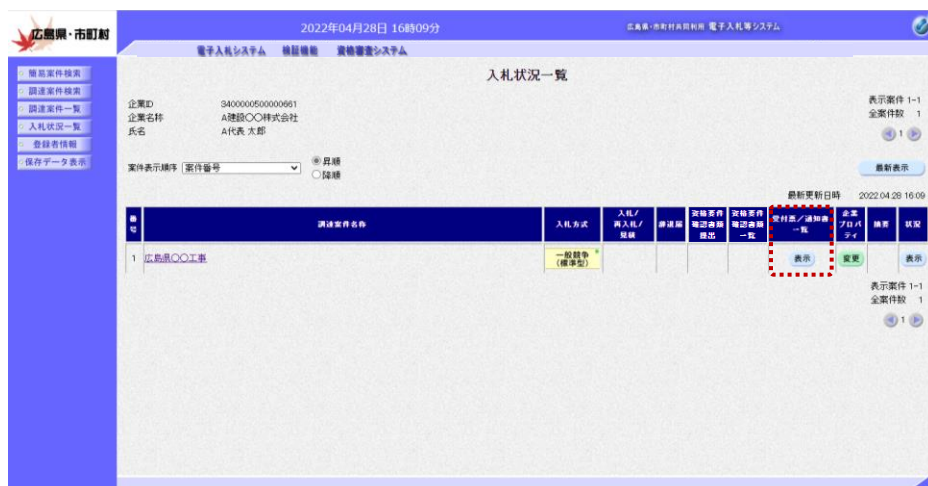 広島県・市町村
2022年04月28日 16時09分
広島県・市町村共同利用 電子入札等システム
電子入札システム 検証機能 資格審査システム
簡易案件検索
調達案件検索
調達案件一覧
入札状況一覧
登録者情報
保存データ表示
入札状況一覧
企業ID 3400000500000661
企業名称 A建設○○株式会社
氏名 A代表 太郎
表示案件 1-1
全案件数 1
1
案件表示順序 案件番号
昇順
降順
最新表示
最新更新日時 2022.04.28 16:09
番号 調達案件名称 入札方式 入札/再入札/見積 辞退届 資格要件確認書類提出 資格要件確認書類一覧 受付票/通知書一覧 企業プロパティ 摘要 状況
1 広島県○○工事 一般競争(標準型) 表示 変更 表示
表示案件 1-1
全案件数 1
1